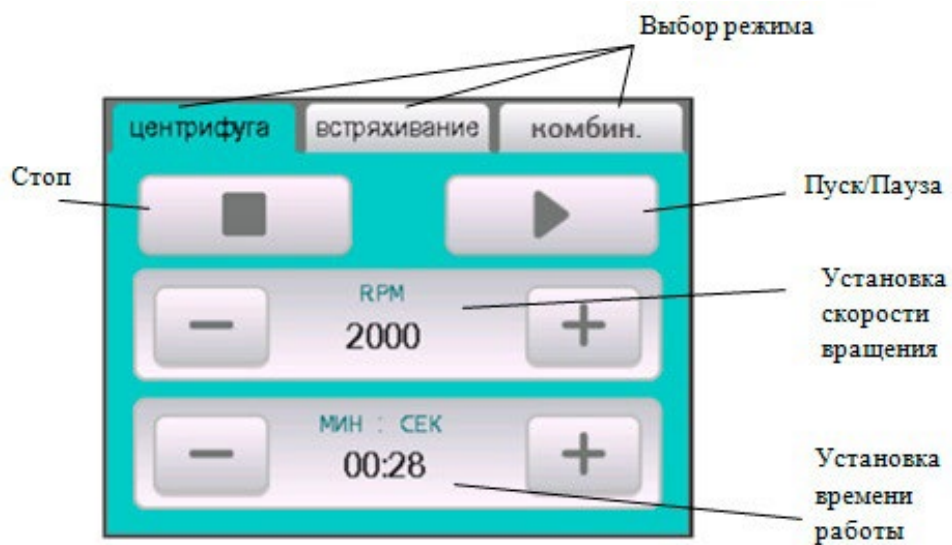 Выбор режима
центрифуга
встряхивание
комбин.
Стоп
Пуск/Пауза
RPM
2000
Установка
скорости
вращения
МИН : СЕК
00:28
Установка
времени
работы